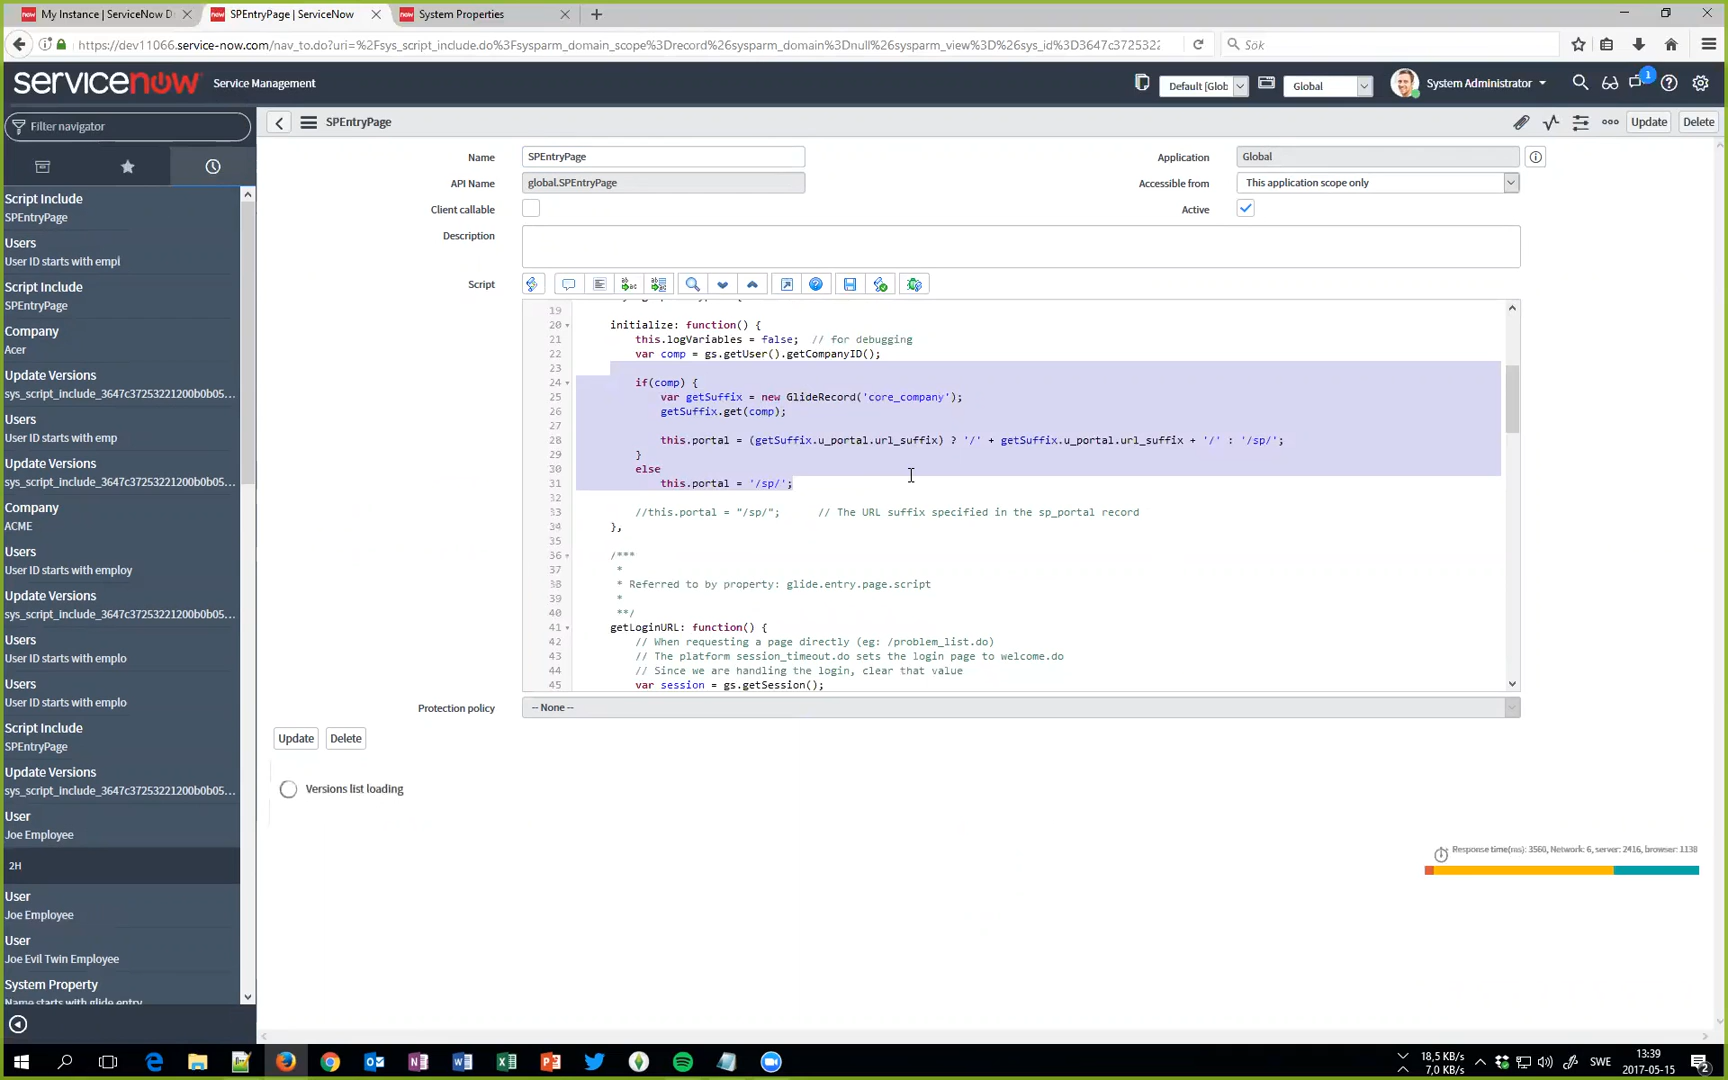 My Instance | ServiceNow D
SPEntryPage | ServiceNow
System Properties
https://dev11066.service-now.com/nav_to.do?uri=%2Fsys_script_include.do%3Fsysparm_domain_scope%3Drecord%26sysparm_domain%3Dnull%26sysparm_view%3D%26sys_id%3D3647c3725322
Sök
servicenow Service Management
Default [Glob
Global
System Administrator
1
Filter navigator
SPEntryPage
Update
Delete
Script Include
SPEntryPage
Users
User ID starts with empl
Script Include
SPEntryPage
Company
Acer
Update Versions
sys_script_include_3647c37253221200b0b05...
Users
User ID starts with emp
Update Versions
sys_script_include_3647c37253221200b0b05...
Company
ACME
Users
User ID starts with employ
Update Versions
sys_script_include_3647c37253221200b0b05...
Users
User ID starts with emplo
Users
User ID starts with emplo
Script Include
SPEntryPage
Update Versions
sys_script_include_3647c37253221200b0b05...
User
Joe Employee
2H
User
Joe Employee
User
Joe Evil Twin Employee
System Property
Name starts with glide.entry
Name
SPEntryPage
Application
Global
API Name
global.SPEntryPage
Accessible from
This application scope only
Client callable
Active
Description
Script
19
20 initialize: function() {
21 this.logVariables = false; // for debugging
22 var comp = gs.getUser().getCompanyID();
23
24 if(comp) {
25 var getSuffix = new GlideRecord('core_company');
26 getSuffix.get(comp);
28 this.portal = (getSuffix.u_portal.url_suffix) ? '/' + getSuffix.u_portal.url_suffix + '/' : '/sp/';
29 }
30 else
31 this.portal = '/sp/';
32
33 //this.portal = "/sp/"; // The URL suffix specified in the sp_portal record
34 },
35
36 /***
37 *
38 * Referred to by property: glide.entry.page.script
39 *
40 **/
41 getLoginURL: function() {
42 // When requesting a page directly (eg: /problem_list.do)
43 // The platform session_timeout.do sets the login page to welcome.do
44 // Since we are handling the login, clear that value
45 var session = gs.getSession();
Protection policy
-- None --
Update
Delete
Versions list loading
Response time(ms): 3560, Network: 6, server: 2416, browser: 1138
18,5 KB/s
7,0 KB/s
SWE
13:39
2017-05-15
2